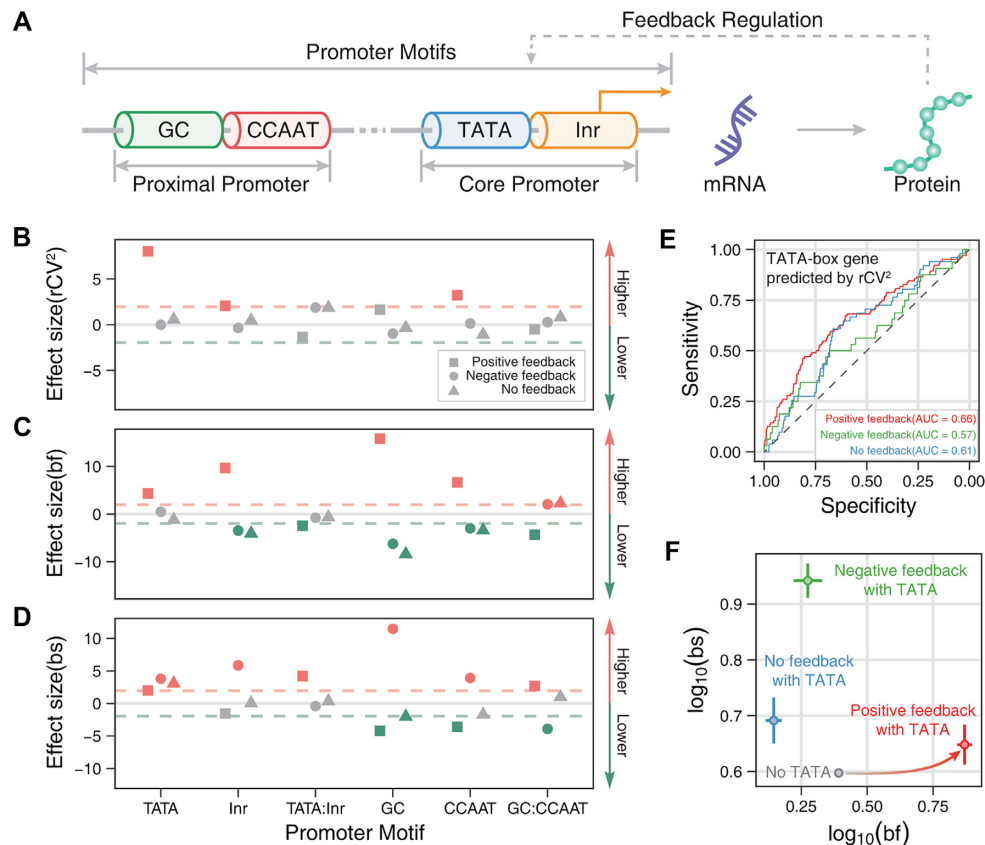 A
Feedback Regulation
Promoter Motifs
GC
CCAAT
TATA
Inr
Proximal Promoter
Core Promoter
mRNA
Protein
B
Effect size(rCV²)
5
0
−5
Positive feedback
Negative feedback
No feedback
Higher
Lower
C
Effect size(bf)
10
0
−10
Higher
Lower
D
Effect size(bs)
10
5
0
−5
−10
Higher
Lower
TATA
Inr
TATA:Inr
GC
CCAAT
GC:CCAAT
Promoter Motif
E
Sensitivity
1.00
0.75
0.50
0.25
0.00
TATA-box gene
predicted by rCV²
Positive feedback(AUC = 0.66)
Negative feedback(AUC = 0.57)
No feedback(AUC = 0.61)
1.00
0.75
0.50
0.25
0.00
Specificity
F
log₁₀(bs)
0.9
0.8
0.7
0.6
Negative feedback
with TATA
No feedback
with TATA
Positive feedback
with TATA
No TATA
0.25
0.50
0.75
log₁₀(bf)